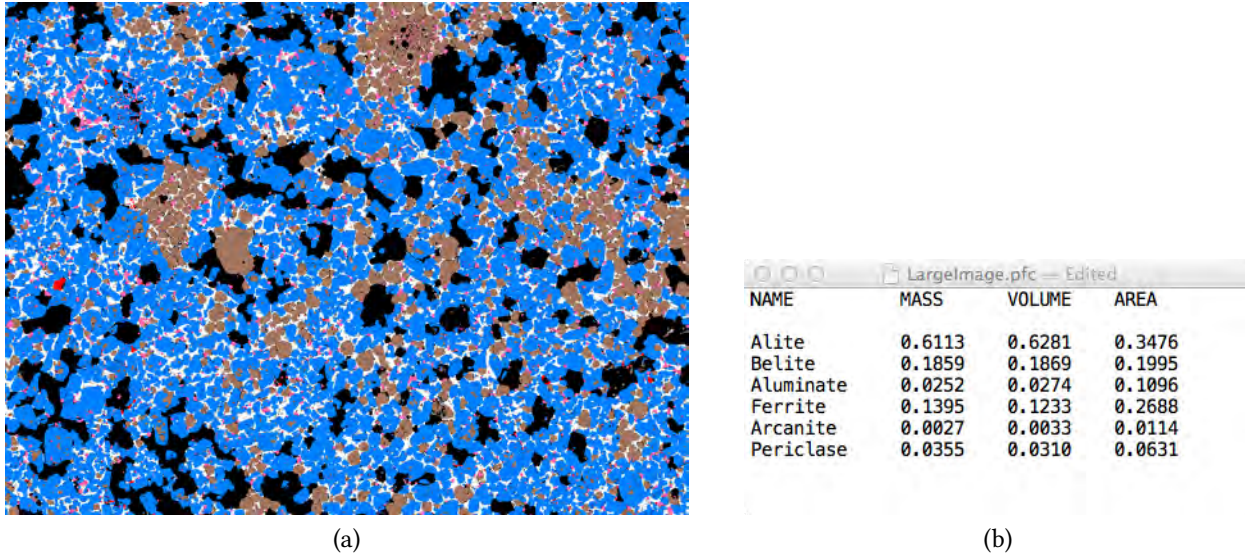 LargeImage.pfc — Edited
NAME MASS VOLUME AREA
Alite 0.6113 0.6281 0.3476
Belite 0.1859 0.1869 0.1995
Aluminate 0.0252 0.0274 0.1096
Ferrite 0.1395 0.1233 0.2688
Arcanite 0.0027 0.0033 0.0114
Periclase 0.0355 0.0310 0.0631
(a) (b)